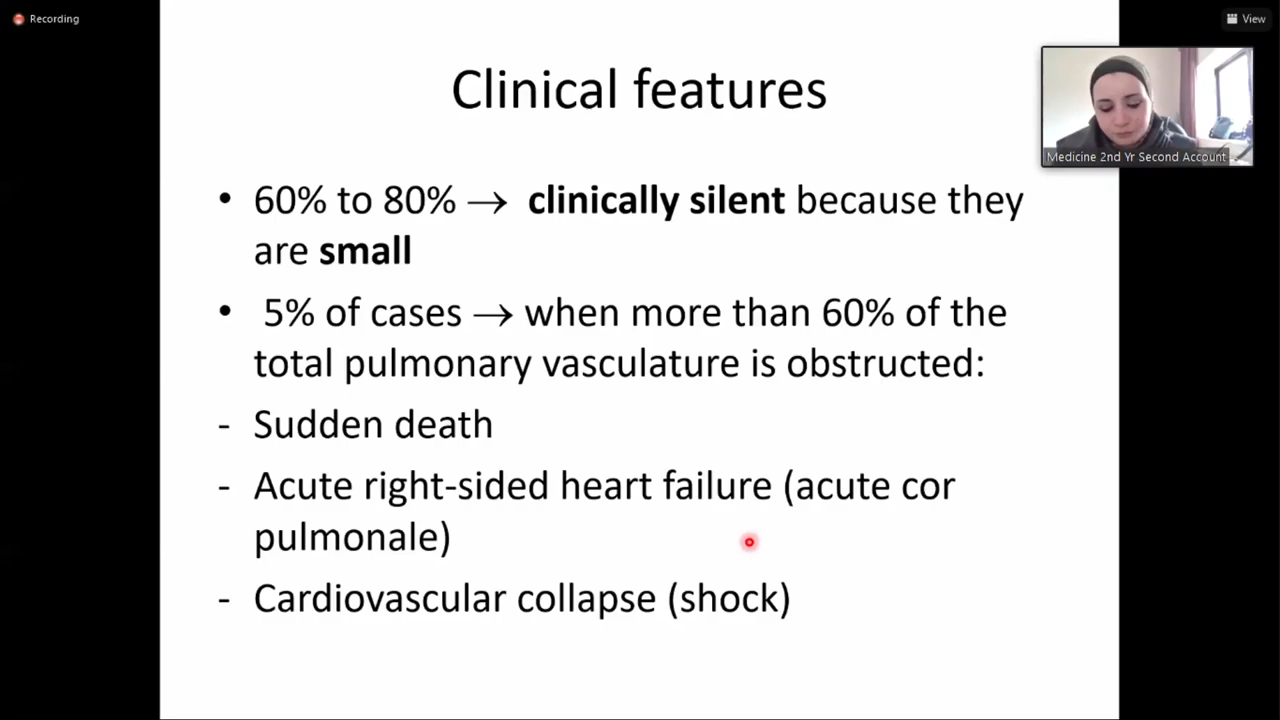 Recording
View
Clinical features
Medicine 2nd Yr Second Account
• 60% to 80% → clinically silent because they
are small
• 5% of cases → when more than 60% of the
total pulmonary vasculature is obstructed:
- Sudden death
- Acute right-sided heart failure (acute cor
pulmonale)
- Cardiovascular collapse (shock)